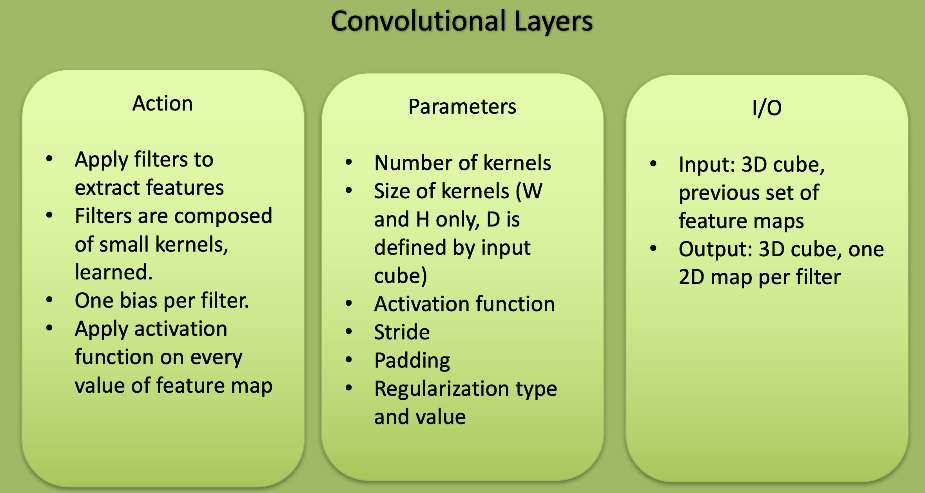 Convolutional Layers
Action
• Apply filters to
extract features
• Filters are composed
of small kernels,
learned.
• One bias per filter.
• Apply activation
function on every
value of feature map
Parameters
• Number of kernels
• Size of kernels (W
and H only, D is
defined by input
cube)
• Activation function
• Stride
• Padding
• Regularization type
and value
I/O
• Input: 3D cube,
previous set of
feature maps
• Output: 3D cube, one
2D map per filter